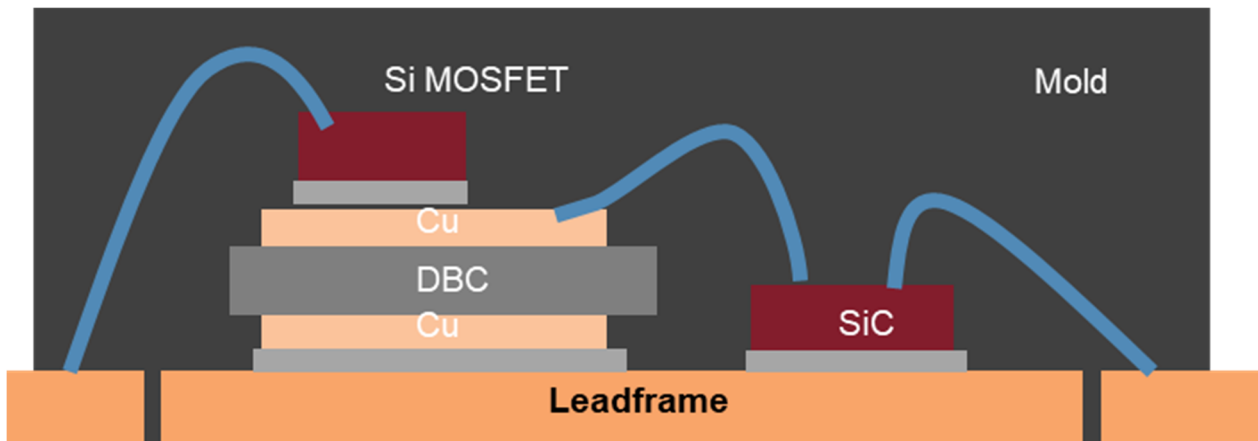 Si MOSFET
Mold
Cu
DBC
Cu
SiC
Leadframe